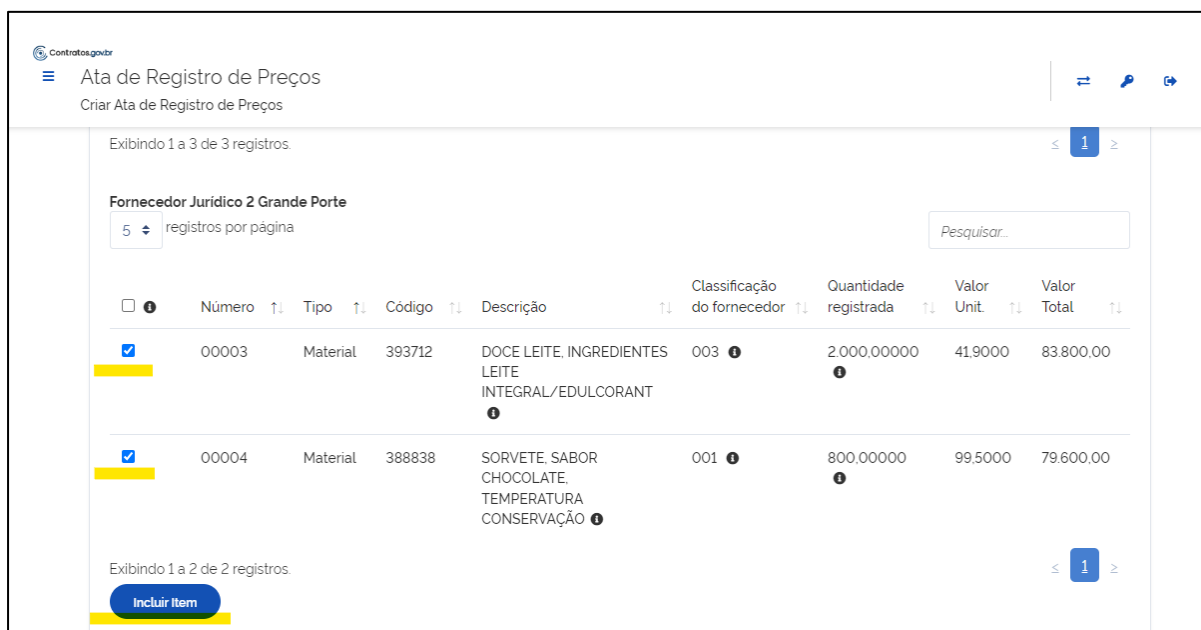 Contratos.gov.br
Ata de Registro de Preços
Criar Ata de Registro de Preços
Exibindo 1 a 3 de 3 registros.
≤ 1 ≥
Fornecedor Jurídico 2 Grande Porte
5 registros por página
Pesquisar...
Número Tipo Código Descrição Classificação do fornecedor Quantidade registrada Valor Unit. Valor Total
00003 Material 393712 DOCE LEITE, INGREDIENTES 003 2.000,00000 41,9000 83.800,00
LEITE
INTEGRAL/EDULCORANT
00004 Material 388838 SORVETE, SABOR 001 800,00000 99,5000 79.600,00
CHOCOLATE,
TEMPERATURA
CONSERVAÇÃO
Exibindo 1 a 2 de 2 registros.
≤ 1 ≥
Incluir Item